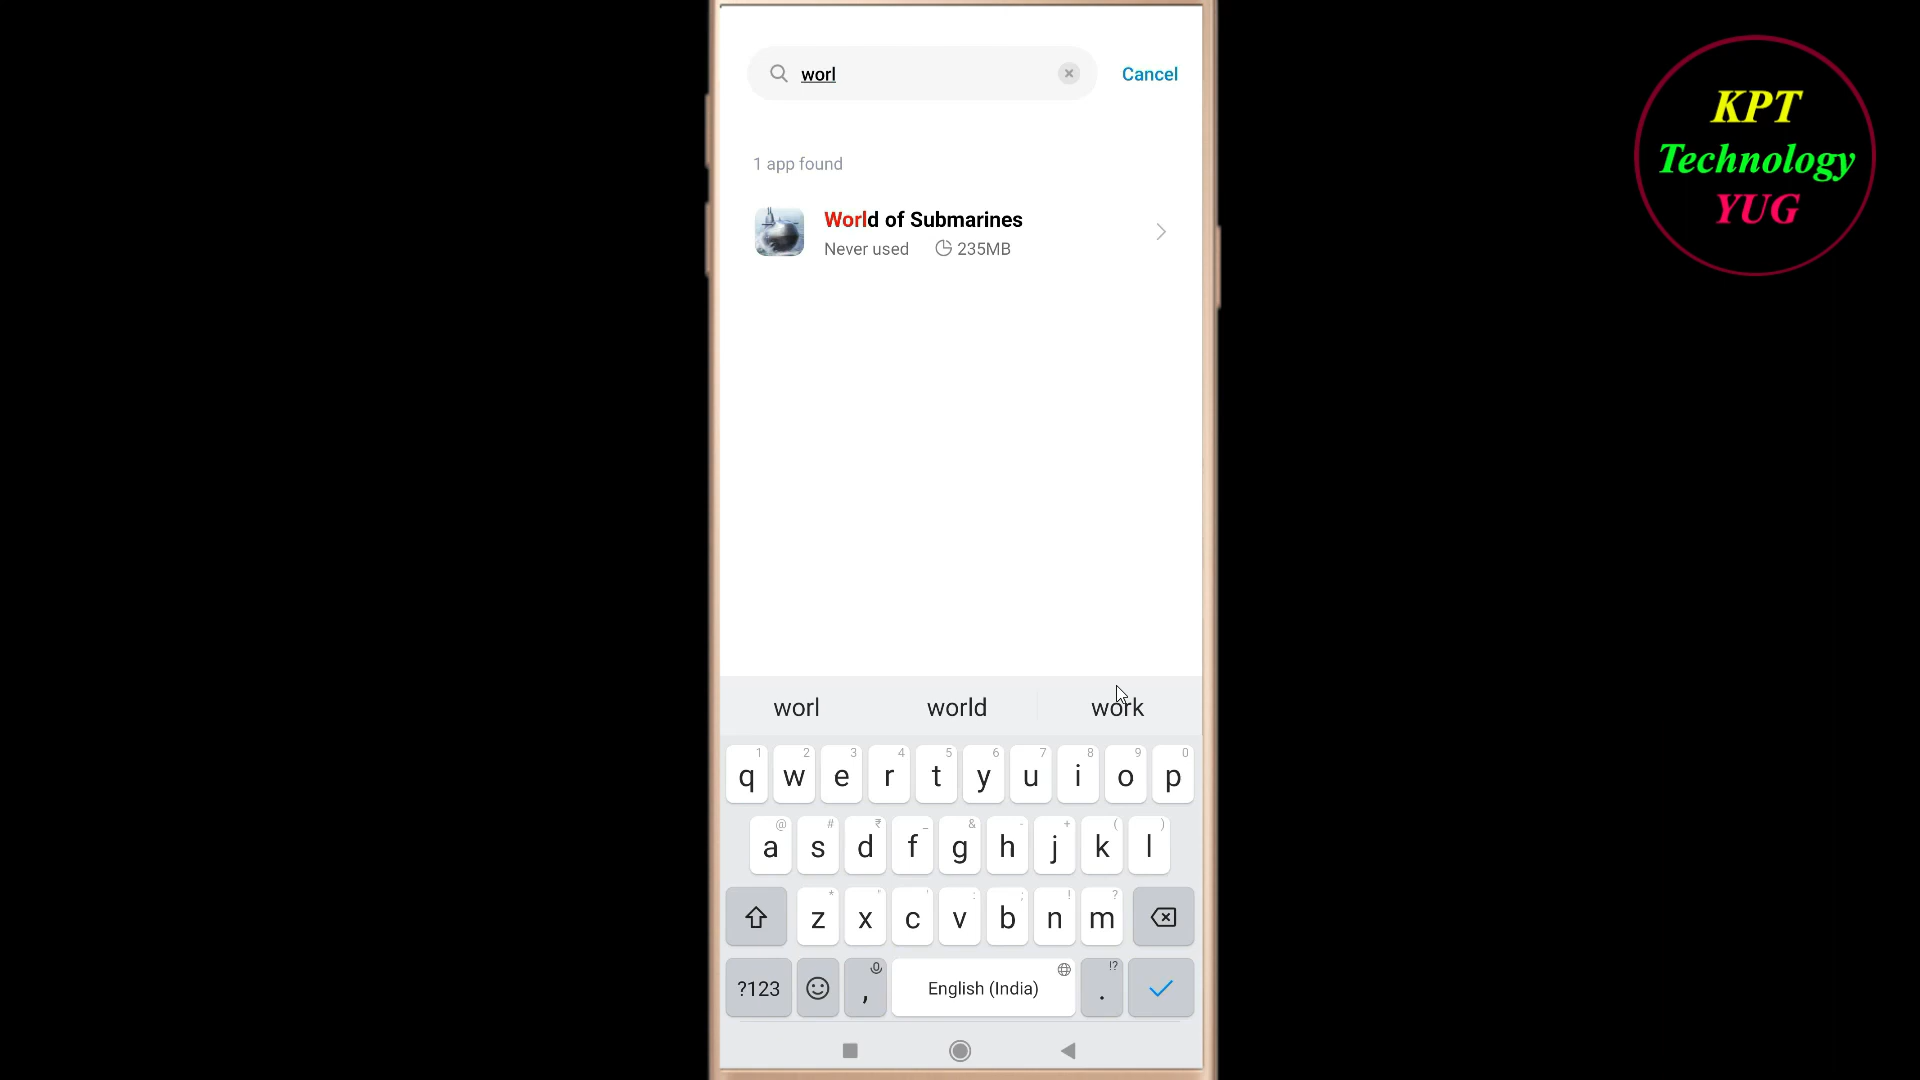 worl
Cancel
1 app found
World of Submarines
Never used 235MB
worl world work
1 2 3 4 5 6 7 8 9 0
q w e r t y u i o p
@ # ₹ _ & - + ( )
a s d f g h j k l
* " ' : ; ! ?
z x c v b n m
!?
?123 , English (India) .
KPT
Technology
YUG